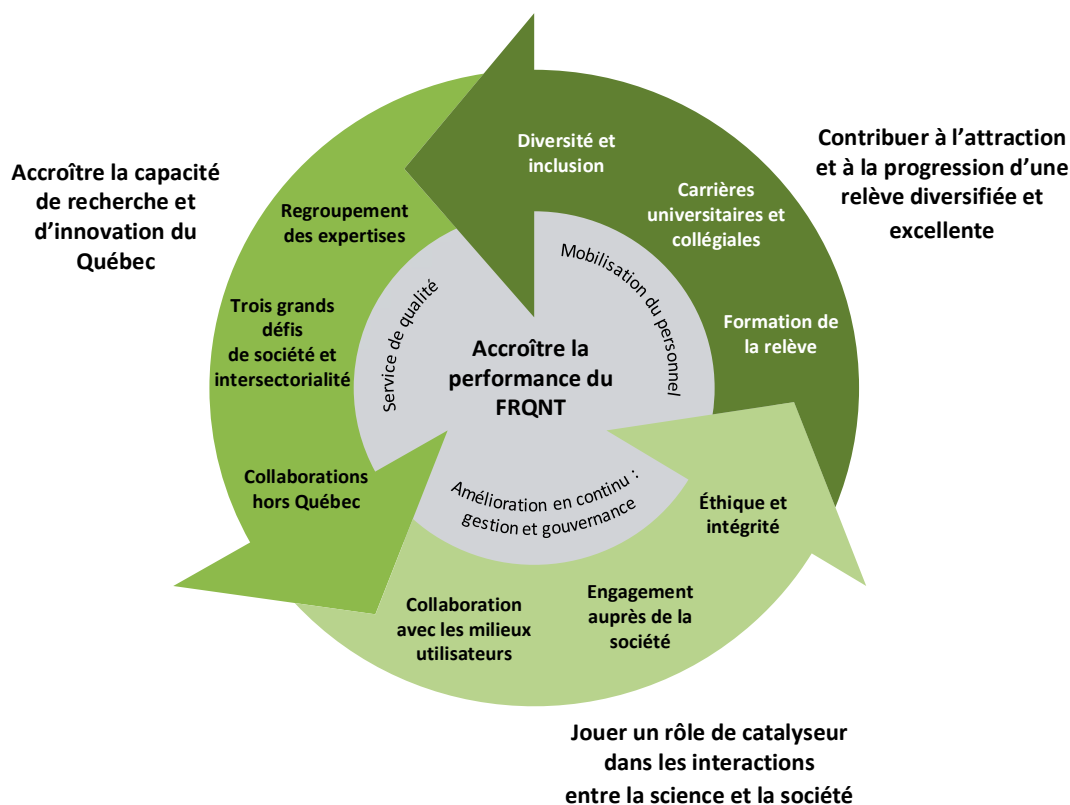 Accroître la capacité
de recherche et
d'innovation du
Québec
Contribuer à l'attraction
et à la progression d'une
relève diversifiée et
excellente
Diversité et
inclusion
Carrières
universitaires et
collégiales
Formation de
la relève
Regroupement
des expertises
Trois grands
défis
de société et
intersectorialité
Collaborations
hors Québec
Service de qualité
Mobilisation du personnel
Accroître la
performance du
FRQNT
Amélioration en continu :
gestion et gouvernance
Éthique et
intégrité
Engagement
auprès de la
société
Collaboration
avec les milieux
utilisateurs
Jouer un rôle de catalyseur
dans les interactions
entre la science et la société